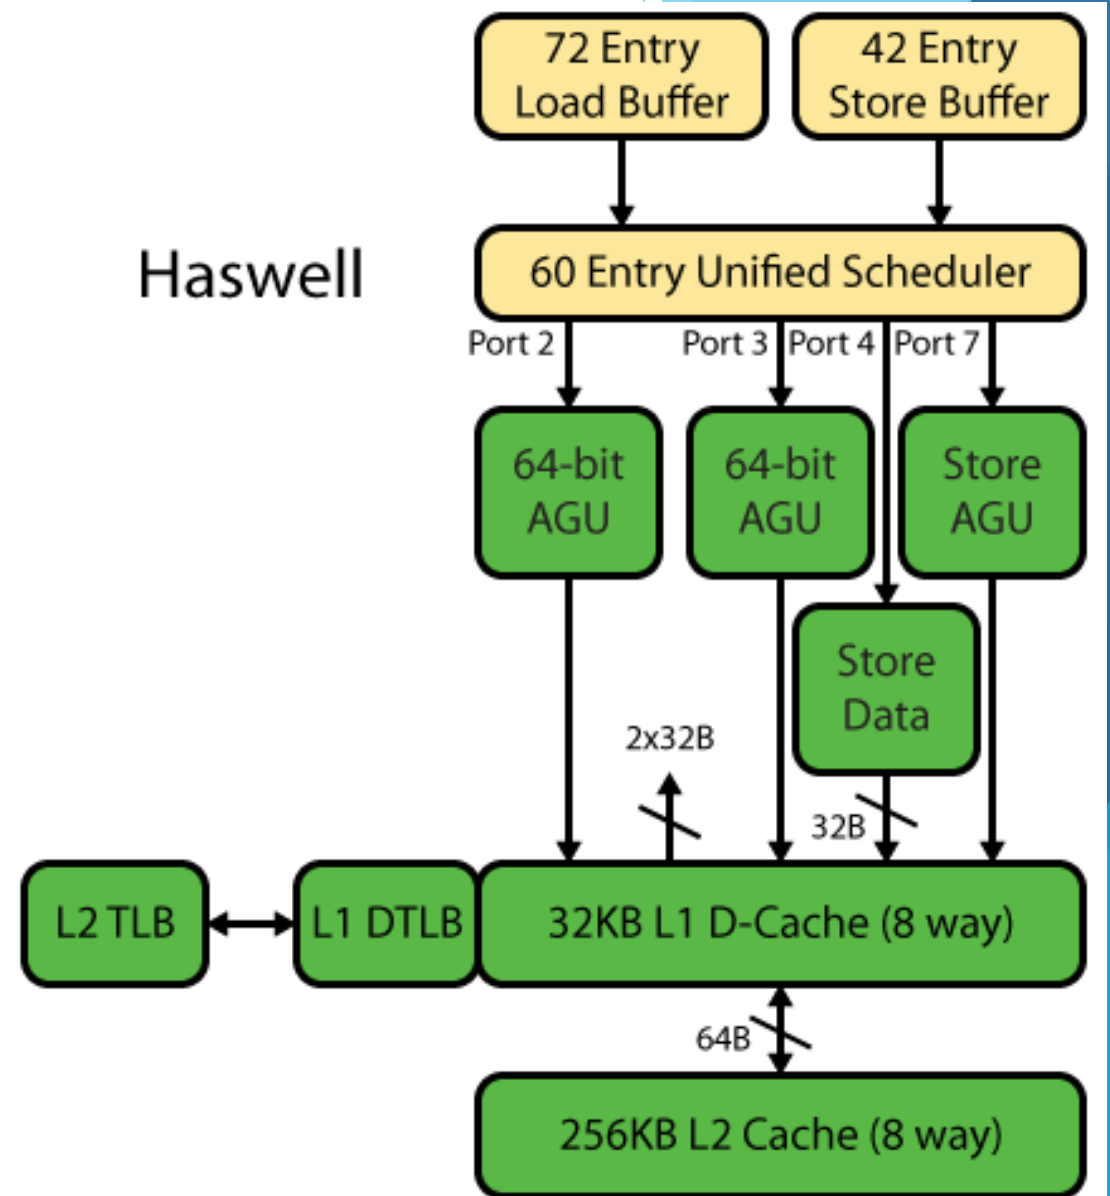 72 Entry
Load Buffer
42 Entry
Store Buffer
Haswell
60 Entry Unified Scheduler
Port 2
Port 3
Port 4
Port 7
64-bit
AGU
64-bit
AGU
Store
AGU
Store
Data
2x32B
32B
L2 TLB
L1 DTLB
32KB L1 D-Cache (8 way)
64B
256KB L2 Cache (8 way)